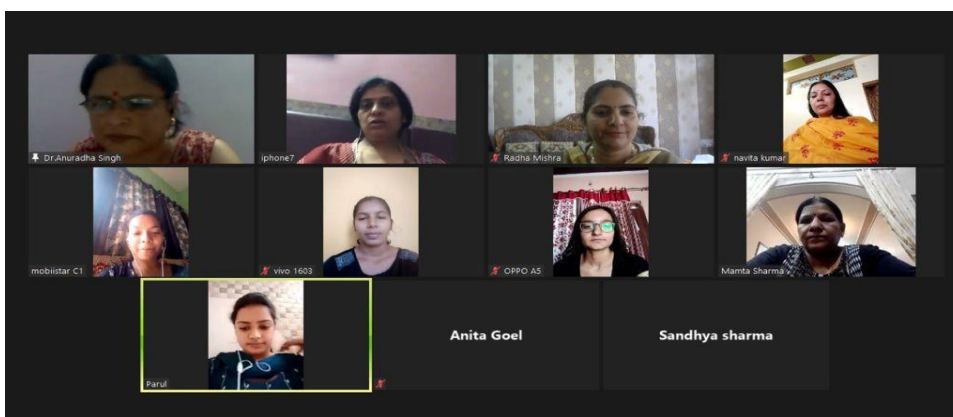 Dr.Anuradha Singh
iphone7
Radha Mishra
navita kumar
mobiistar C1
vivo 1603
OPPO A5
Mamta Sharma
Parul
Anita Goel
Sandhya sharma